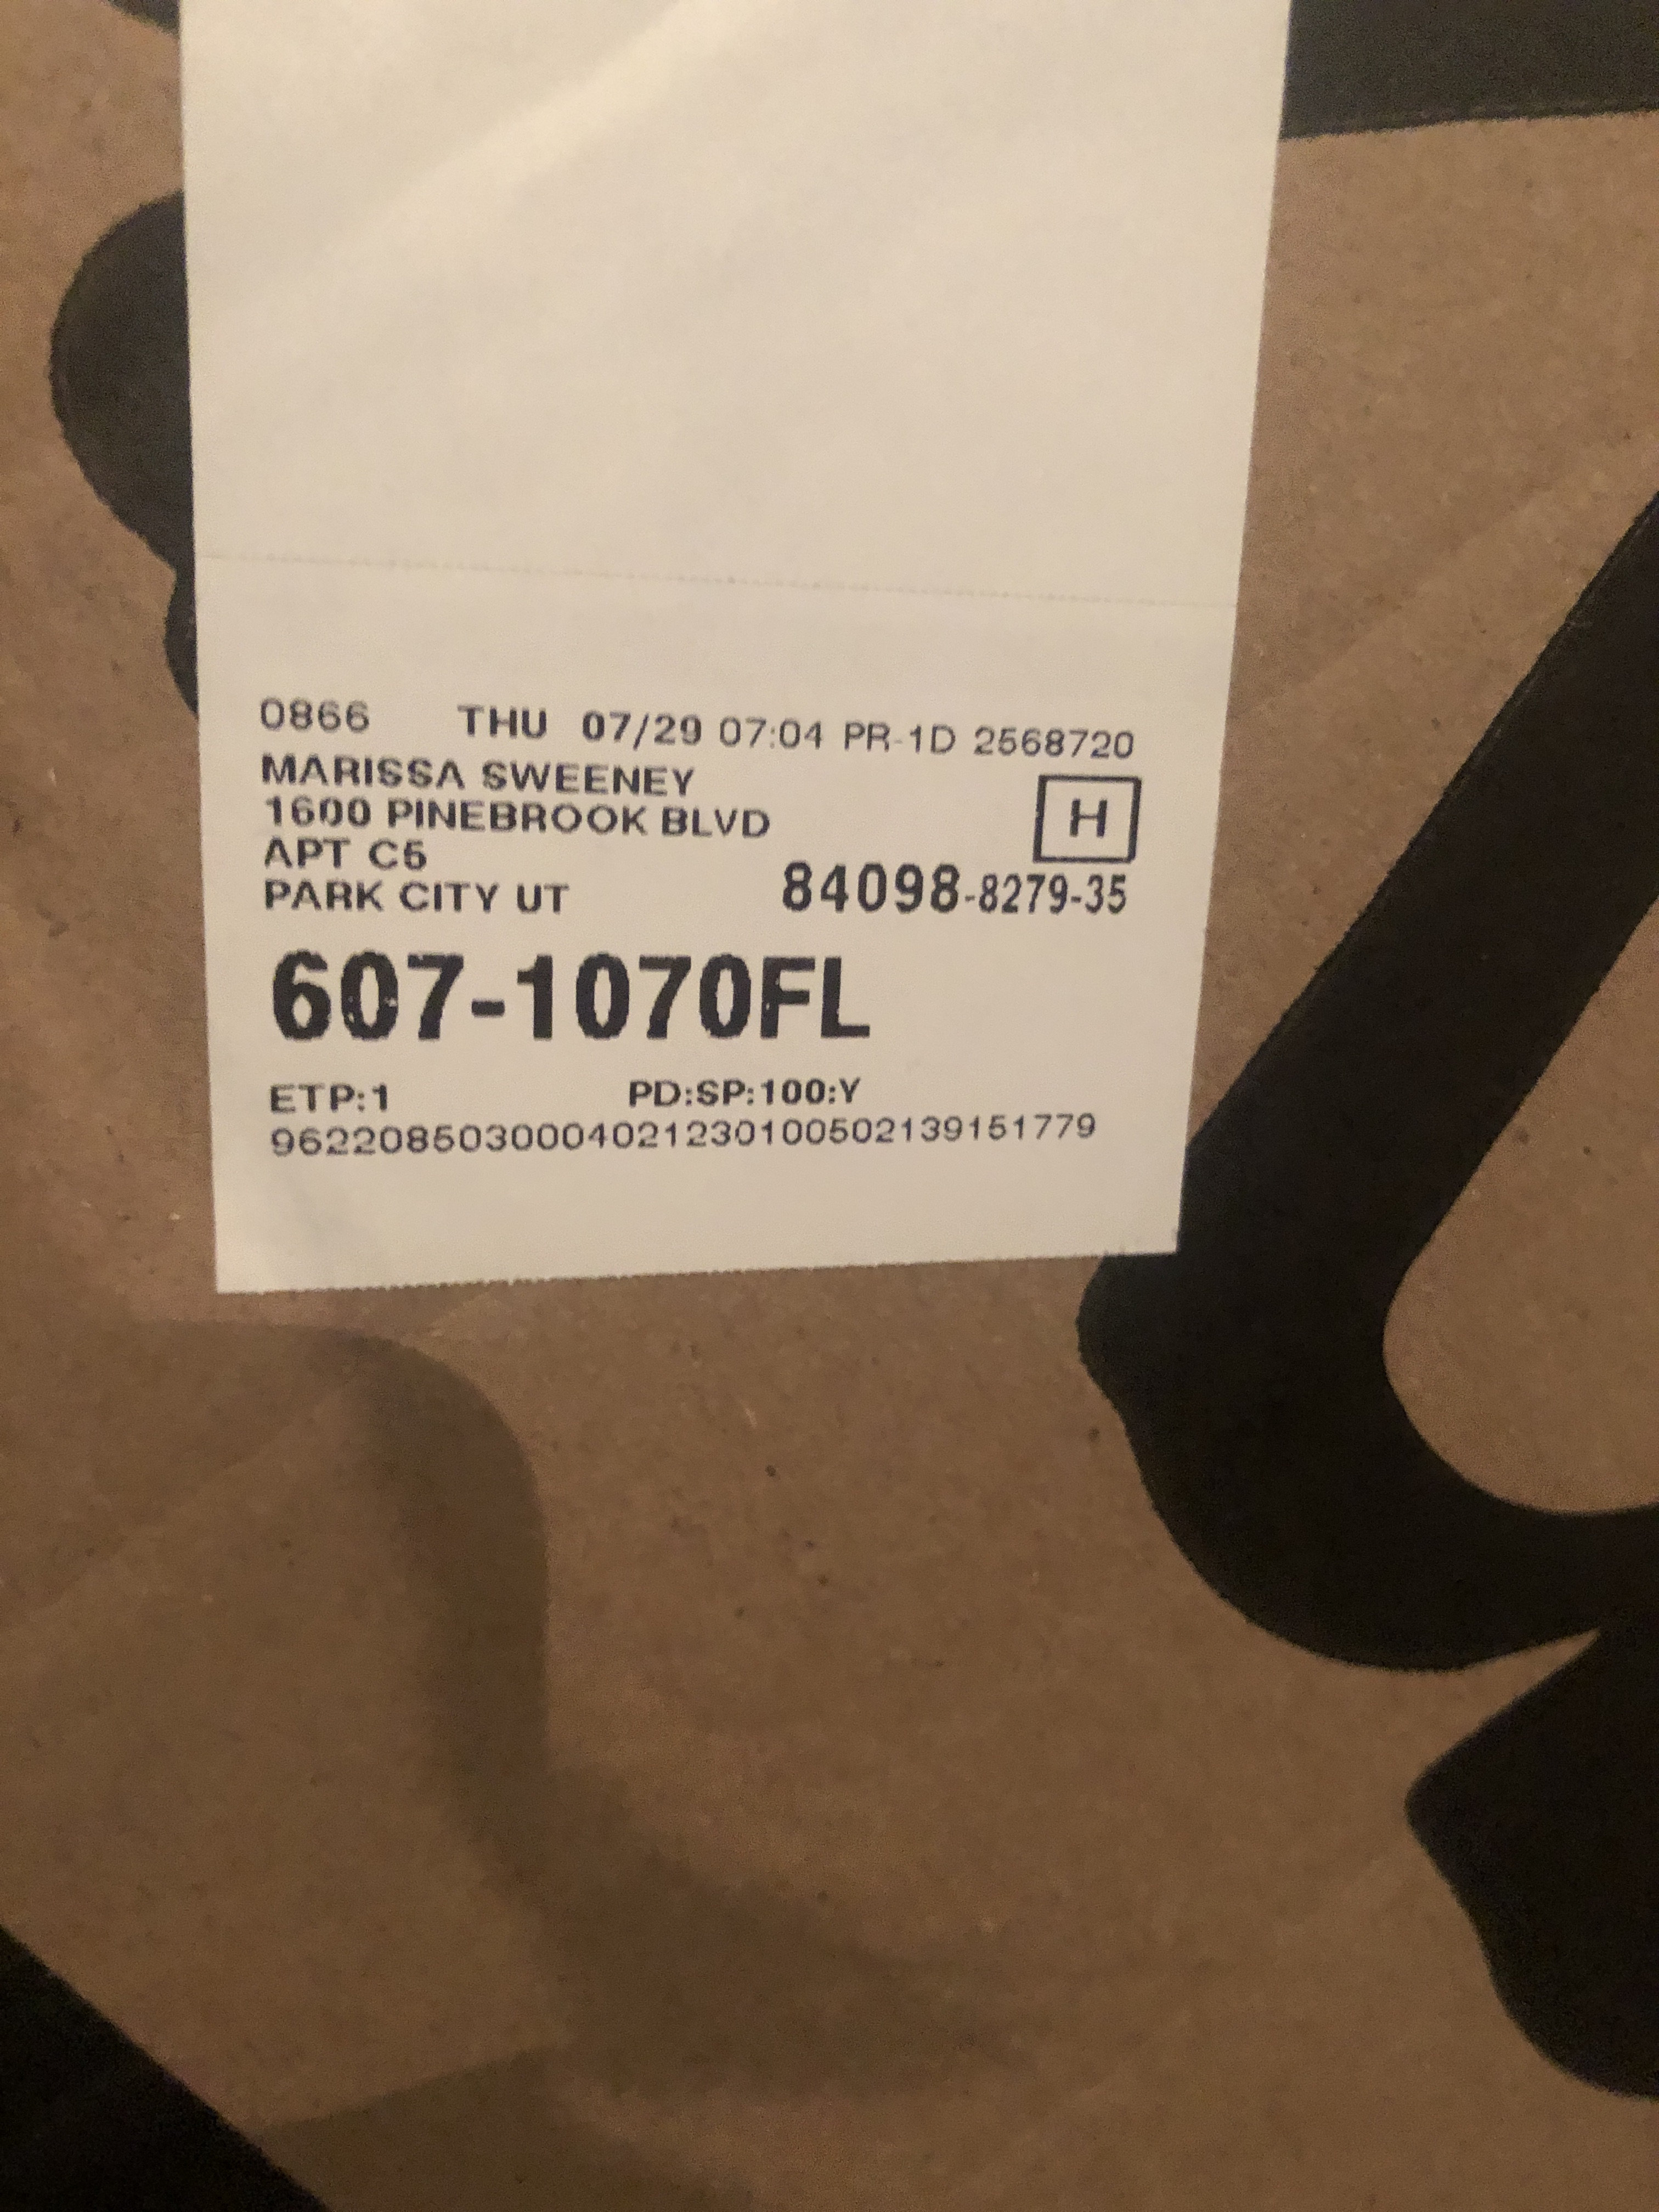 0866 THU 07/29 07:04 PR-1D 2568720
MARISSA SWEENEY
1600 PINEBROOK BLVD
H
APT C5
PARK CITY UT 84098-8279-35
607-1070FL
ETP:1 PD:SP:100:Y
9622085030004021230100502139151779